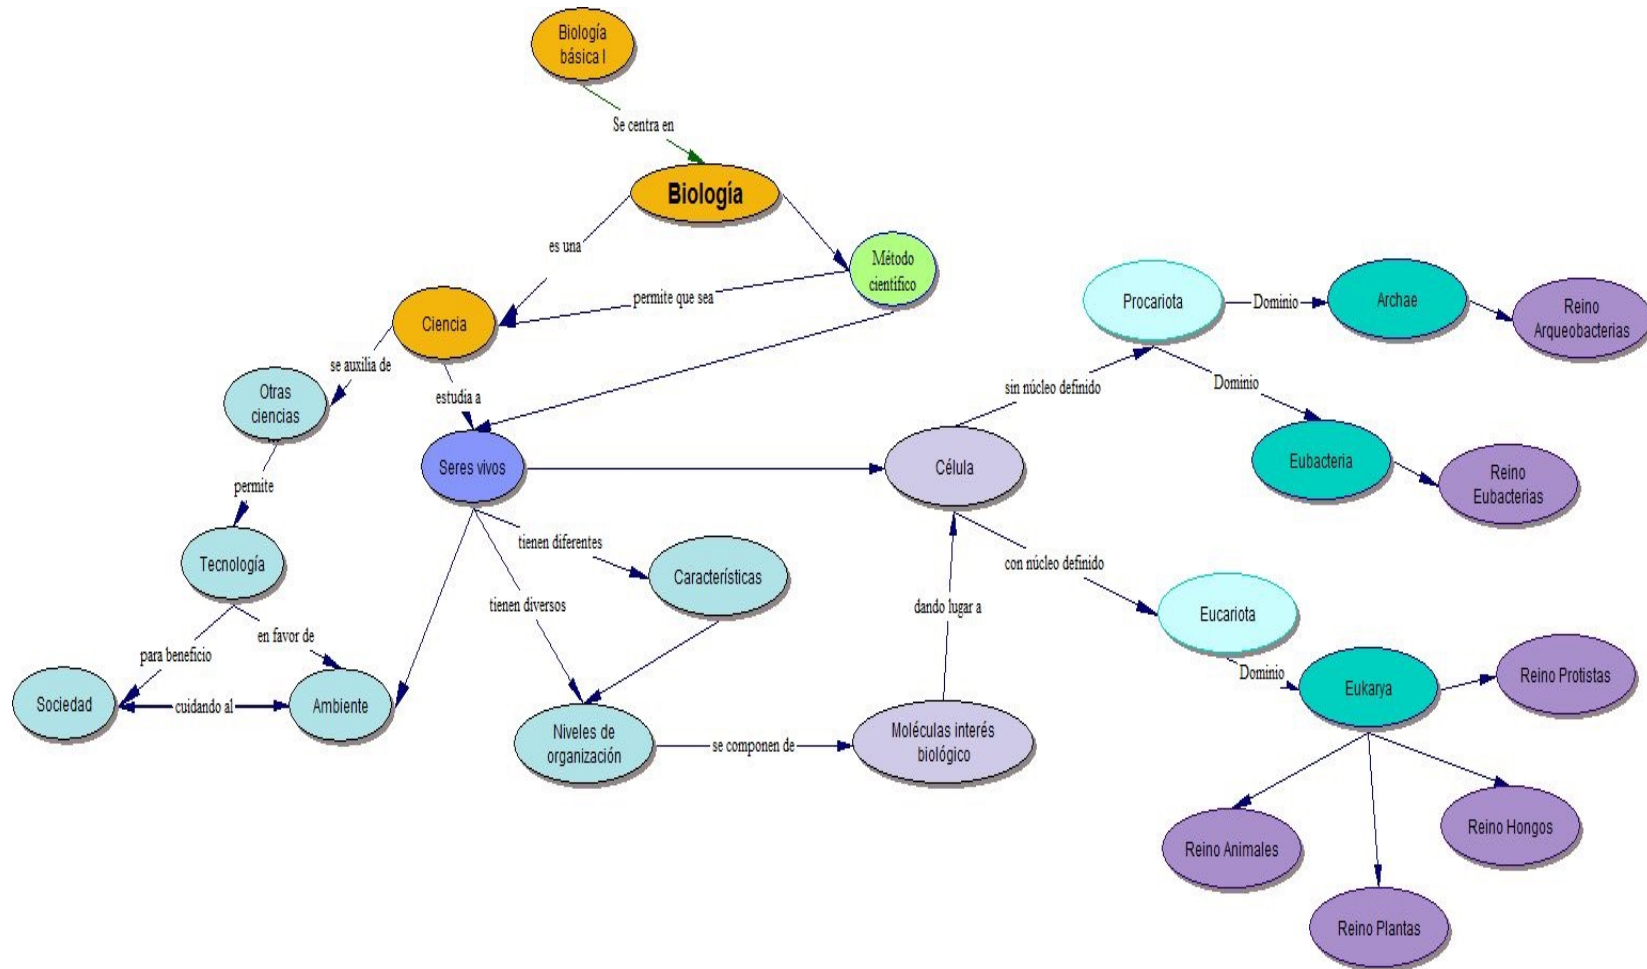 Biología
básica I
Se centra en
Biología
es una
Método
científico
permite que sea
Ciencia
se auxilia de
estudia a
Otras
ciencias
permite
Tecnología
para beneficio
en favor de
Sociedad
cuidando al
Ambiente
Seres vivos
tienen diferentes
Características
tienen diversos
Niveles de
organización
se componen de
Moléculas interés
biológico
dando lugar a
Célula
sin núcleo definido
Procariota
Dominio
Archae
Reino
Arqueobacterias
Dominio
Eubacteria
Reino
Eubacterias
con núcleo definido
Eucariota
Dominio
Eukarya
Reino Protistas
Reino Hongos
Reino Plantas
Reino Animales